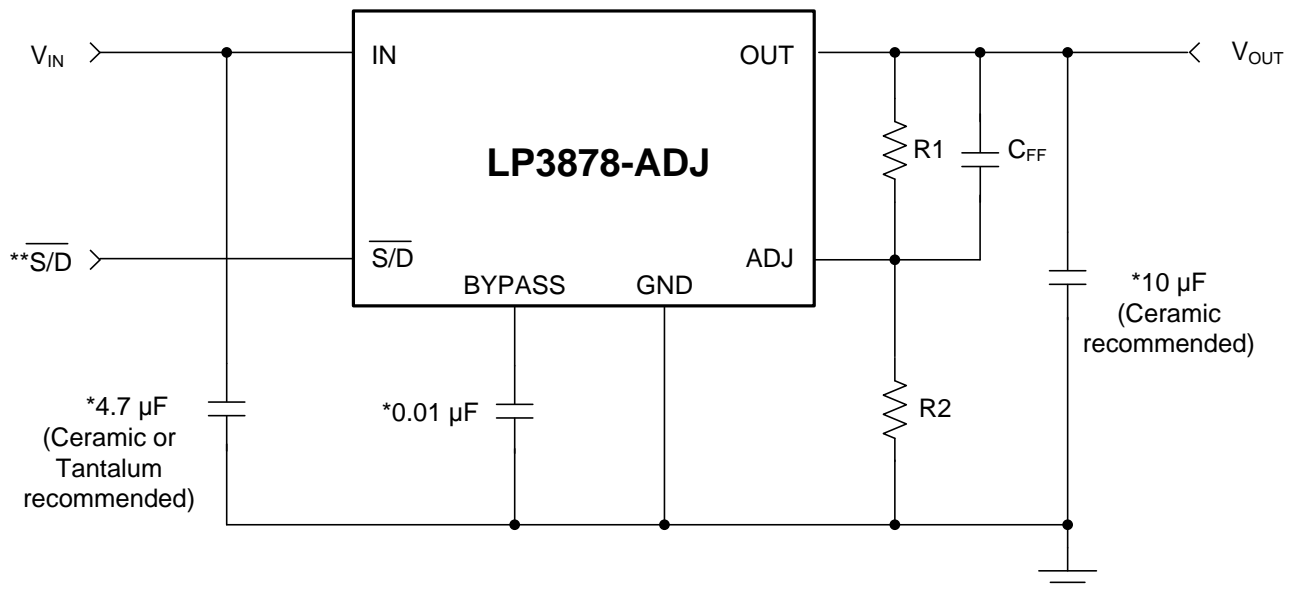 V_IN
IN
OUT
V_OUT
LP3878-ADJ
R1
C_FF
**S/D
S/D
ADJ
BYPASS
GND
*10 µF
(Ceramic
recommended)
*4.7 µF
(Ceramic or
Tantalum
recommended)
*0.01 µF
R2